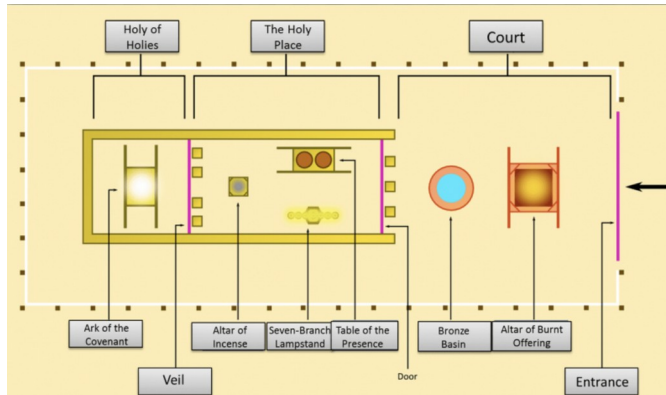 Holy of
Holies
The Holy
Place
Court
Ark of the
Covenant
Altar of
Incense
Seven-Branch
Lampstand
Table of the
Presence
Bronze
Basin
Altar of Burnt
Offering
Veil
Door
Entrance